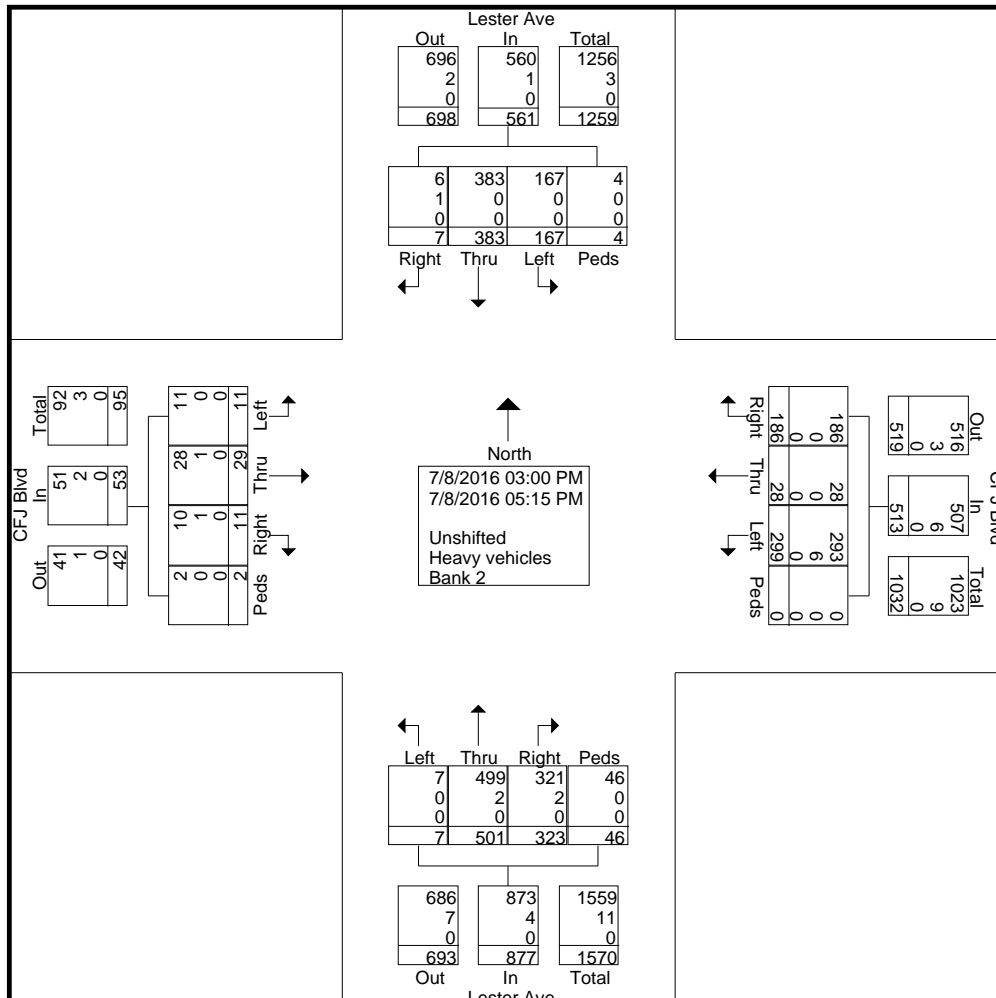 Lester Ave
Out In Total
696 560 1256
2 1 3
0 0 0
698 561 1259
6 383 167 4
1 0 0 0
0 0 0 0
7 383 167 4
Right Thru Left Peds
CFJ Blvd
Total In Out
92 51 41
3 2 1
0 0 0
95 53 42
11 28 10 2
0 1 1 0
0 0 0 0
11 29 11 2
Left Thru Right Peds
North
7/8/2016 03:00 PM
7/8/2016 05:15 PM
Unshifted
Heavy vehicles
Bank 2
Right Thru Left Peds
186 28 299 0
0 0 0 0
0 0 6 0
186 28 293 0
Out In Total
516 507 1023
3 6 9
0 0 0
519 513 1032
CFJ Blvd
Left Thru Right Peds
7 499 321 46
0 2 2 0
0 0 0 0
7 501 323 46
686 873 1559
7 4 11
0 0 0
693 877 1570
Out In Total
Lester Ave